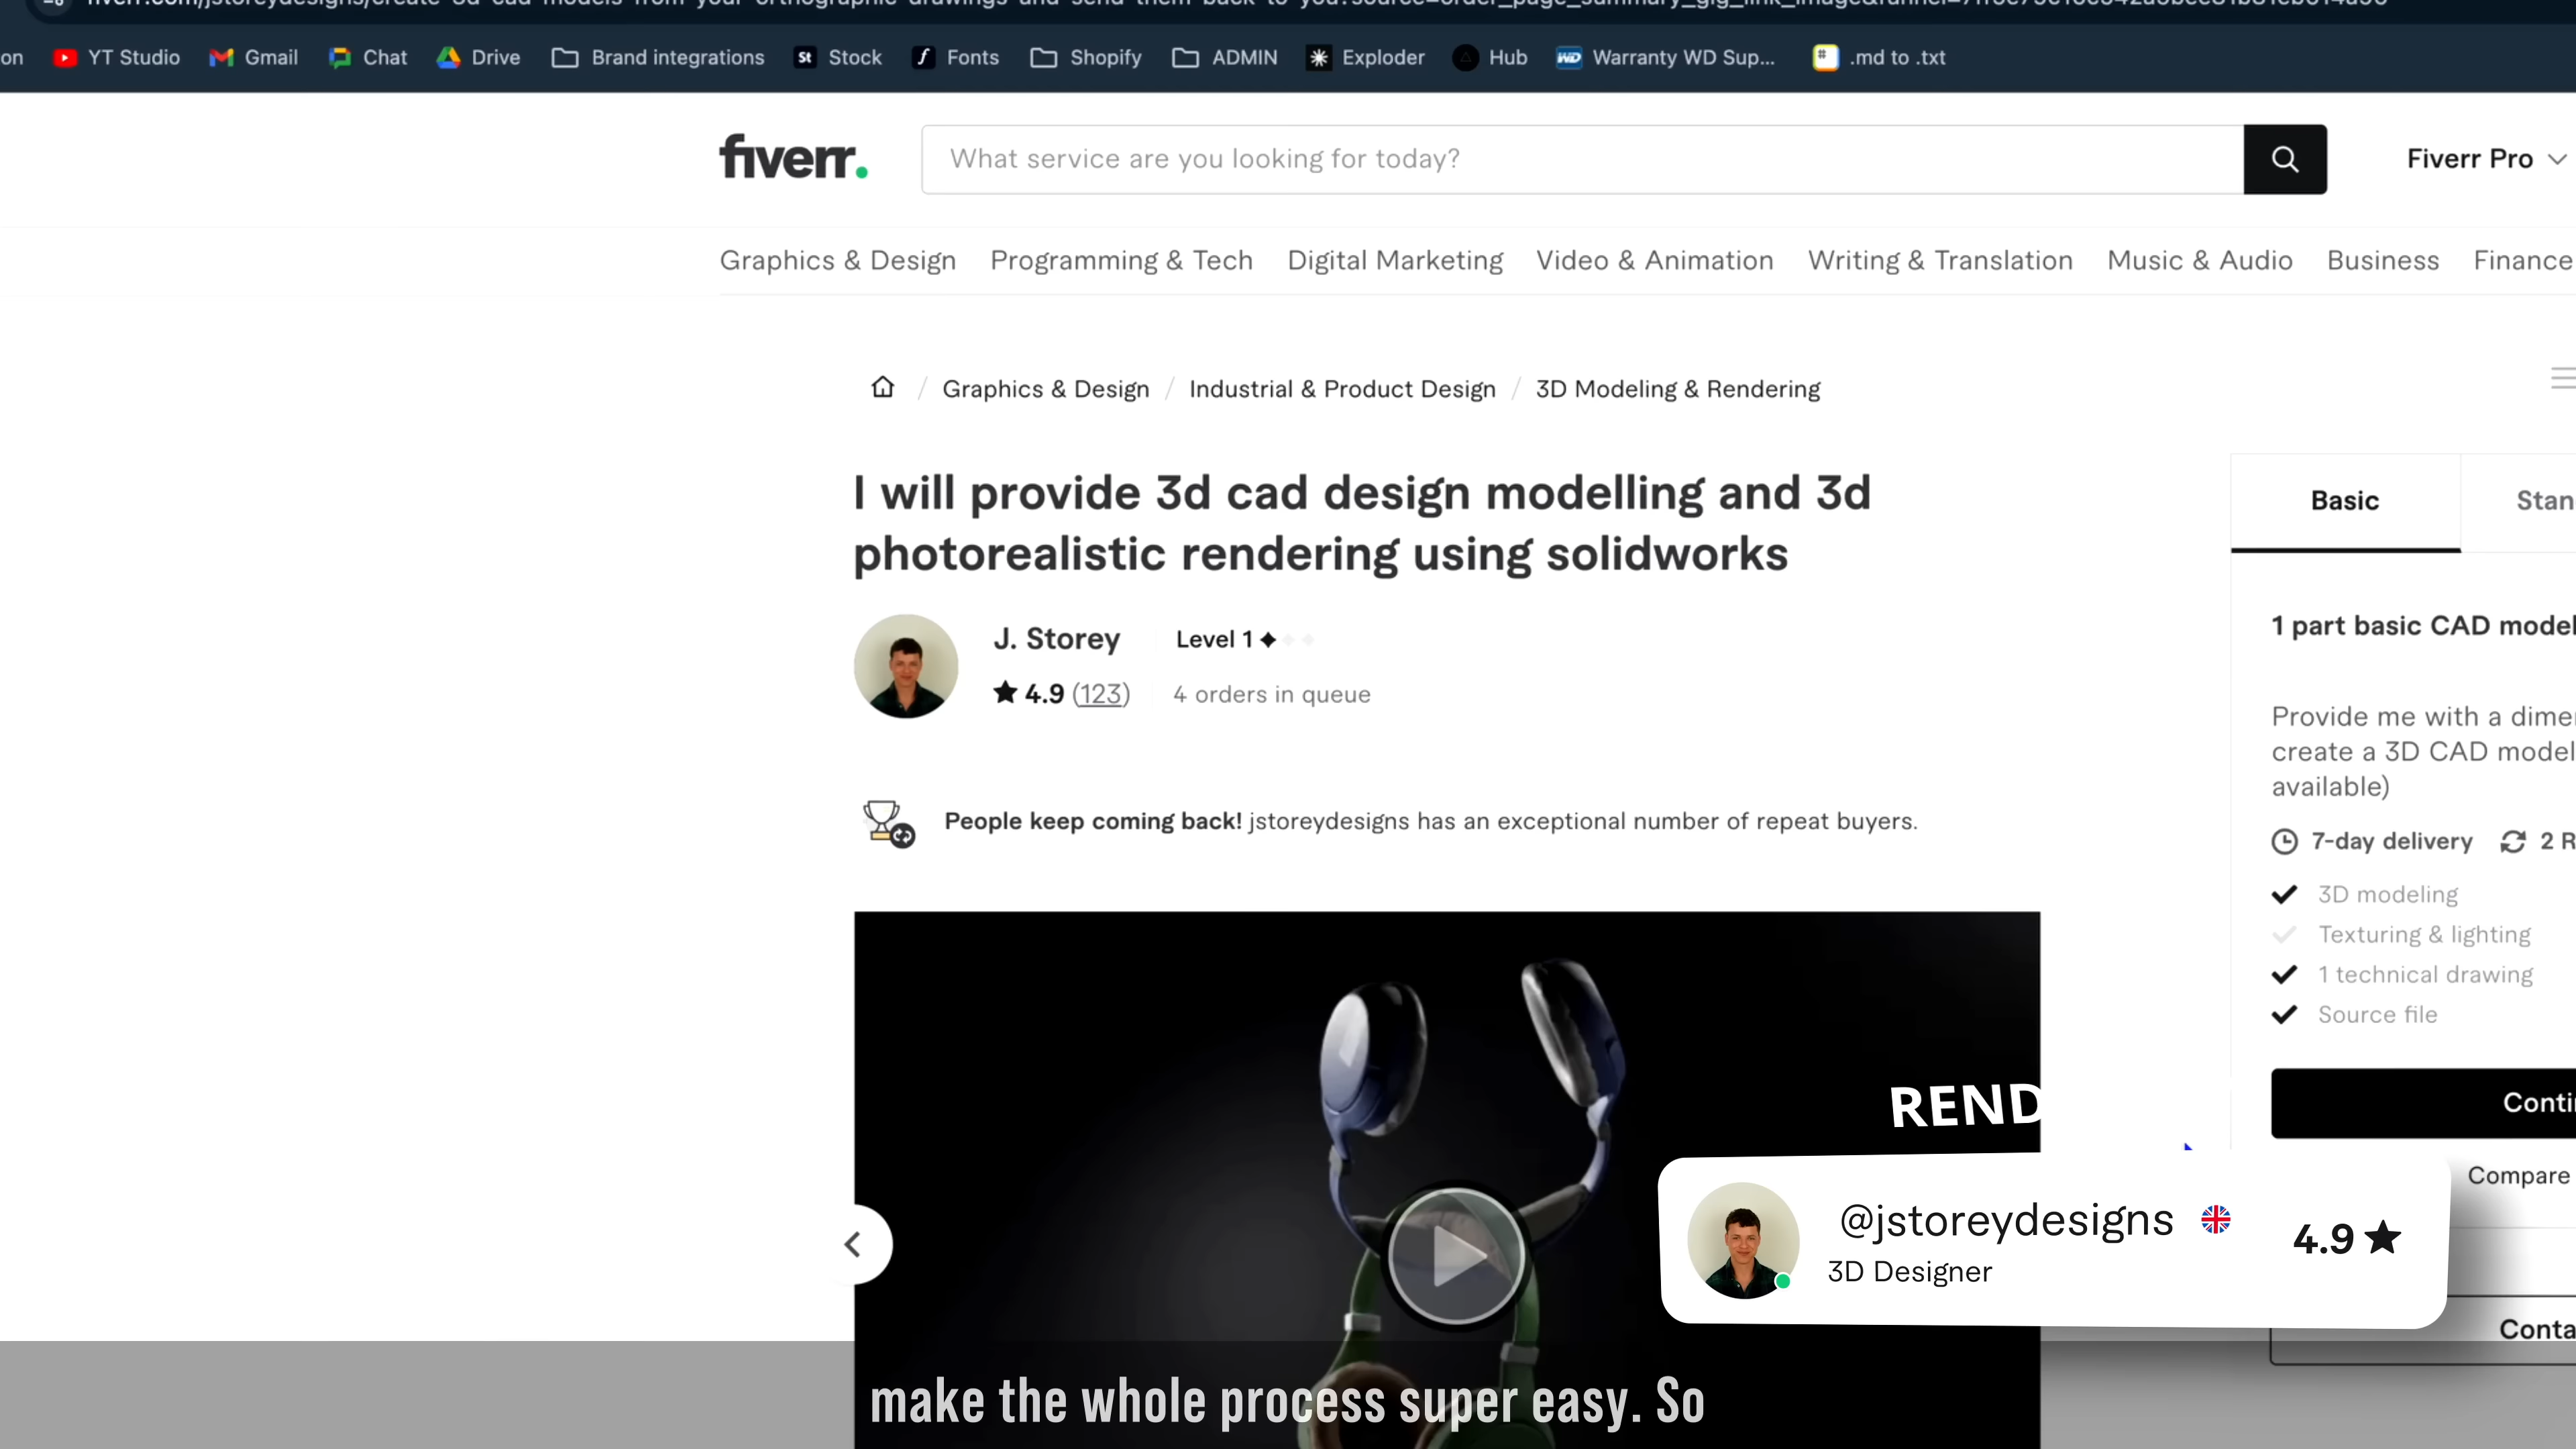 on YT Studio Gmail Chat Drive Brand integrations St Stock f Fonts Shopify ADMIN Exploder Hub WD Warranty WD Sup... # .md to .txt
fiverr. What service are you looking for today? Fiverr Pro
Graphics & Design Programming & Tech Digital Marketing Video & Animation Writing & Translation Music & Audio Business Finance
/ Graphics & Design / Industrial & Product Design / 3D Modeling & Rendering
I will provide 3d cad design modelling and 3d
photorealistic rendering using solidworks
J. Storey Level 1
4.9 (123) 4 orders in queue
People keep coming back! jstoreydesigns has an exceptional number of repeat buyers.
Basic Stan
1 part basic CAD model
Provide me with a dime
create a 3D CAD model
available)
7-day delivery 2 R
3D modeling
Texturing & lighting
1 technical drawing
Source file
Conti
Compare
Conta
REND
@jstoreydesigns
3D Designer
4.9
make the whole process super easy. So